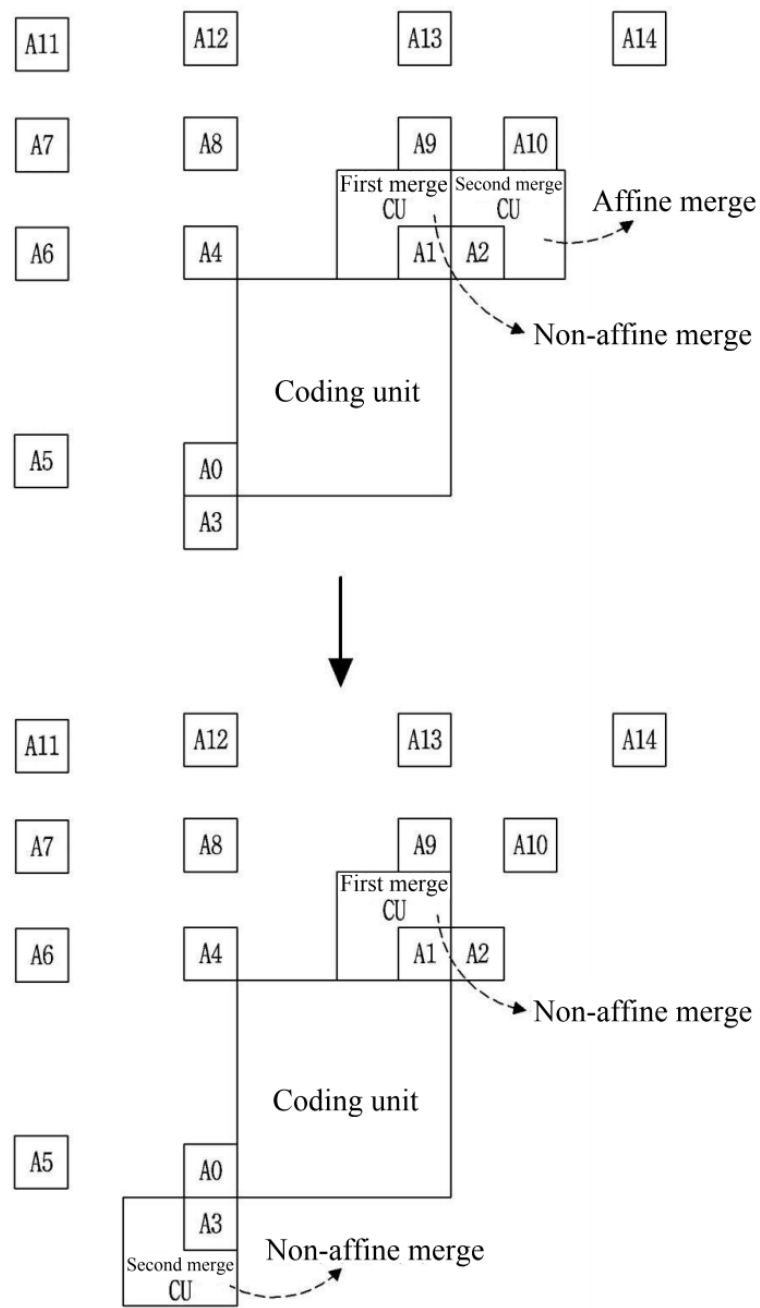 A11 A12 A13 A14
A7 A8 A9 A10
First merge Second merge
CU CU
Affine merge
A6 A4 A1 A2
Non-affine merge
Coding unit
A5 A0
A3
A11 A12 A13 A14
A7 A8 A9 A10
First merge
CU
A6 A4 A1 A2
Non-affine merge
Coding unit
A5 A0
A3
Non-affine merge
Second merge
CU